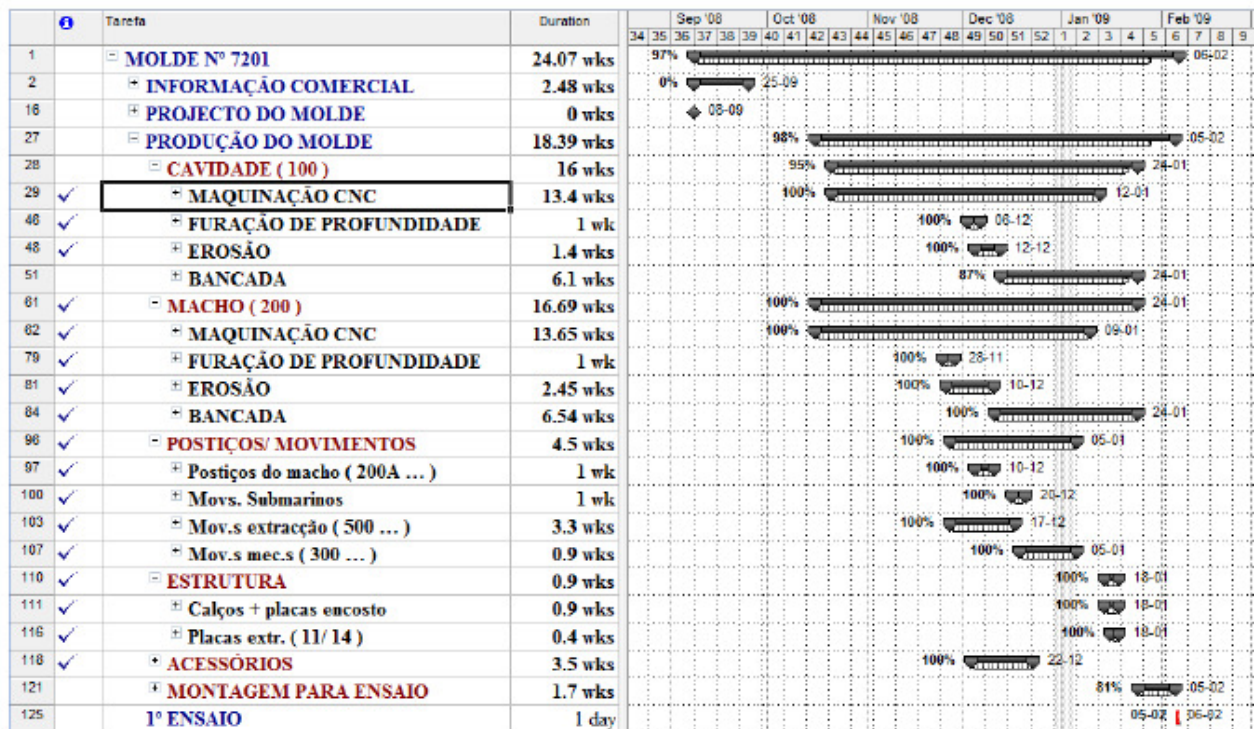 Tarefa Duration Sep '08 Oct '08 Nov '08 Dec '08 Jan '09 Feb '09
34 35 36 37 38 39 40 41 42 43 44 45 46 47 48 49 50 51 52 1 2 3 4 5 6 7 8 9
1 MOLDE Nº 7201 24.07 wks 97% 06-02
2 INFORMAÇÃO COMERCIAL 2.48 wks 0% 25-09
16 PROJECTO DO MOLDE 0 wks 08-09
27 PRODUÇÃO DO MOLDE 18.39 wks 98% 05-02
28 CAVIDADE ( 100 ) 16 wks 95% 24-01
29 MAQUINAÇÃO CNC 13.4 wks 100% 12-01
46 FURAÇÃO DE PROFUNDIDADE 1 wk 100% 06-12
48 EROSÃO 1.4 wks 100% 12-12
51 BANCADA 6.1 wks 87% 24-01
61 MACHO ( 200 ) 16.69 wks 100% 24-01
62 MAQUINAÇÃO CNC 13.65 wks 100% 09-01
79 FURAÇÃO DE PROFUNDIDADE 1 wk 100% 28-11
81 EROSÃO 2.45 wks 100% 10-12
84 BANCADA 6.54 wks 100% 24-01
96 POSTIÇOS/ MOVIMENTOS 4.5 wks 100% 05-01
97 Postiços do macho ( 200A ... ) 1 wk 100% 10-12
100 Movs. Submarinos 1 wk 100% 20-12
103 Mov.s extracção ( 500 ... ) 3.3 wks 100% 17-12
107 Mov.s mec.s ( 300 ... ) 0.9 wks 100% 05-01
110 ESTRUTURA 0.9 wks 100% 18-01
111 Calços + placas encosto 0.9 wks 100% 18-01
116 Placas extr. ( 11/ 14 ) 0.4 wks 100% 18-01
118 ACESSÓRIOS 3.5 wks 100% 22-12
121 MONTAGEM PARA ENSAIO 1.7 wks 81% 05-02
125 1º ENSAIO 1 day 05-02 06-02